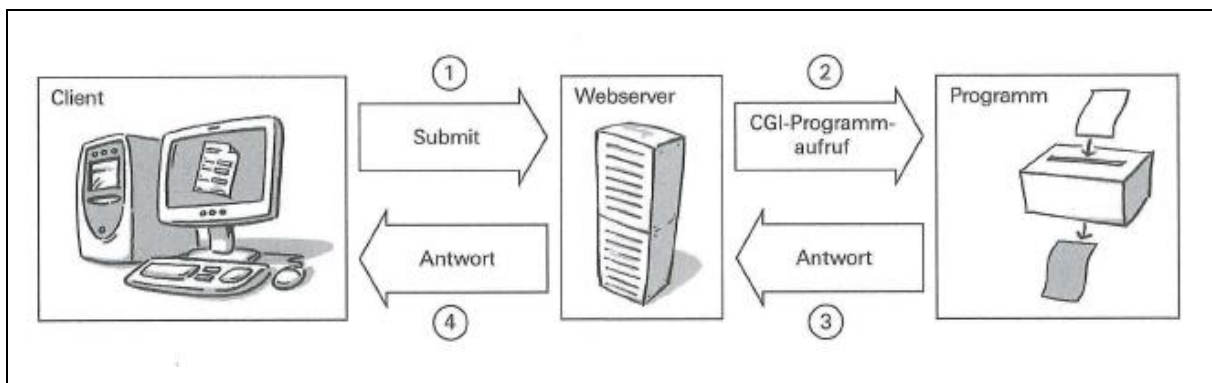 Client
1
Submit
Webserver
2
CGI-Programm-
aufruf
Programm
Antwort
4
Antwort
3